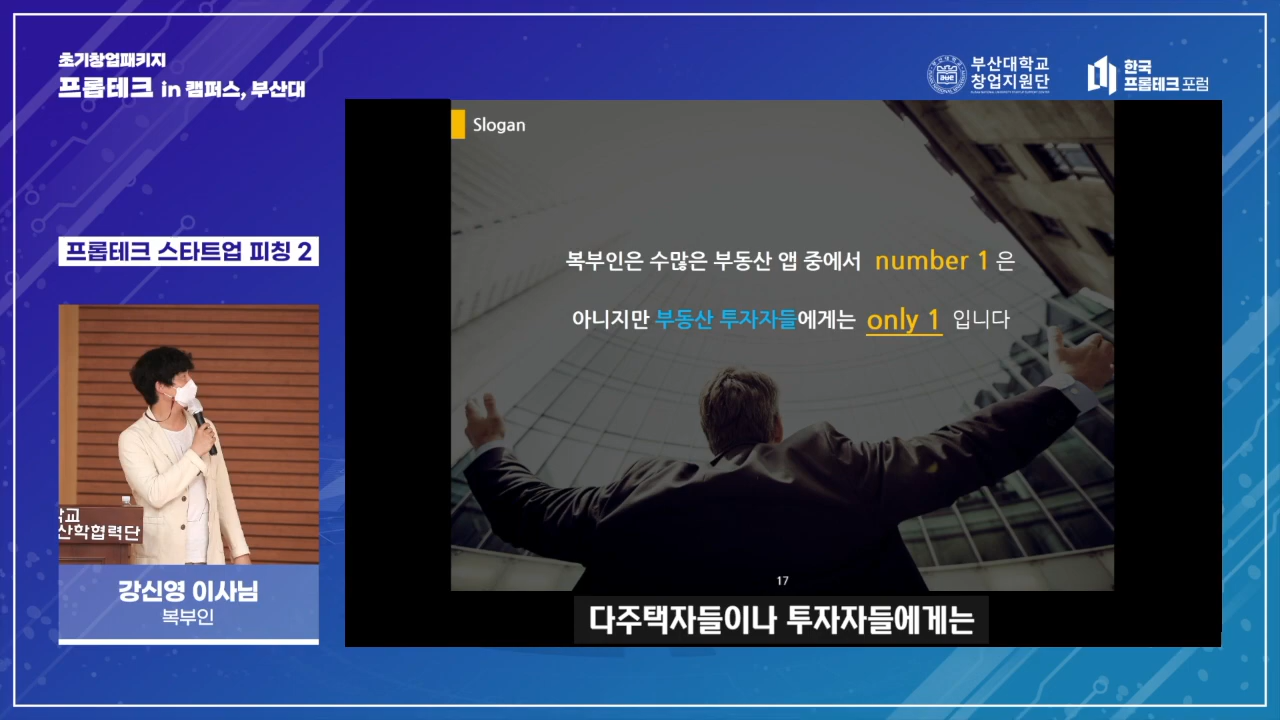 초기창업패키지
프롭테크 in 캠퍼스, 부산대
부산대학교
창업지원단
한국
프롭테크 포럼
Slogan
복부인은 수많은 부동산 앱 중에서 number 1 은
아니지만 부동산 투자자들에게는 only 1 입니다
17
다주택자들이나 투자자들에게는
프롭테크 스타트업 피칭 2
학교
산학협력단
강신영 이사님
복부인